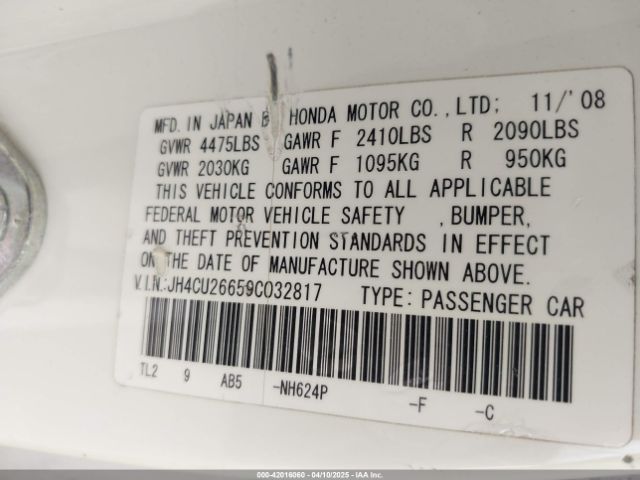 MFD. IN JAPAN B HONDA MOTOR CO.,LTD; 11/'08
GVWR 4475LBS GAWR F 2410LBS R 2090LBS
GVWR 2030KG GAWR F 1095KG R 950KG
THIS VEHICLE CONFORMS TO ALL APPLICABLE
FEDERAL MOTOR VEHICLE SAFETY ,BUMPER,
AND THEFT PREVENTION STANDARDS IN EFFECT
ON THE DATE OF MANUFACTURE SHOWN ABOVE.
V.I.N.:JH4CU26659C032817 TYPE: PASSENGER CAR
TL2 9 AB5 -NH624P -F -C
000-42016060 - 04/10/2025 - IAA Inc.